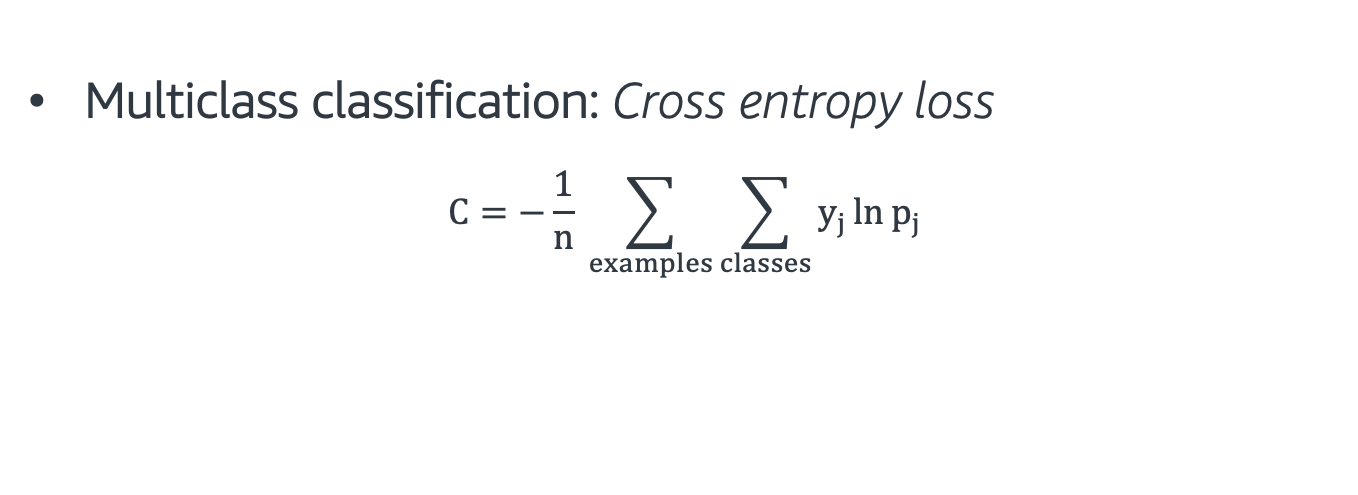 • Multiclass classification: Cross entropy loss
C = − 1/n ∑ ∑ yⱼ ln pⱼ
examples classes